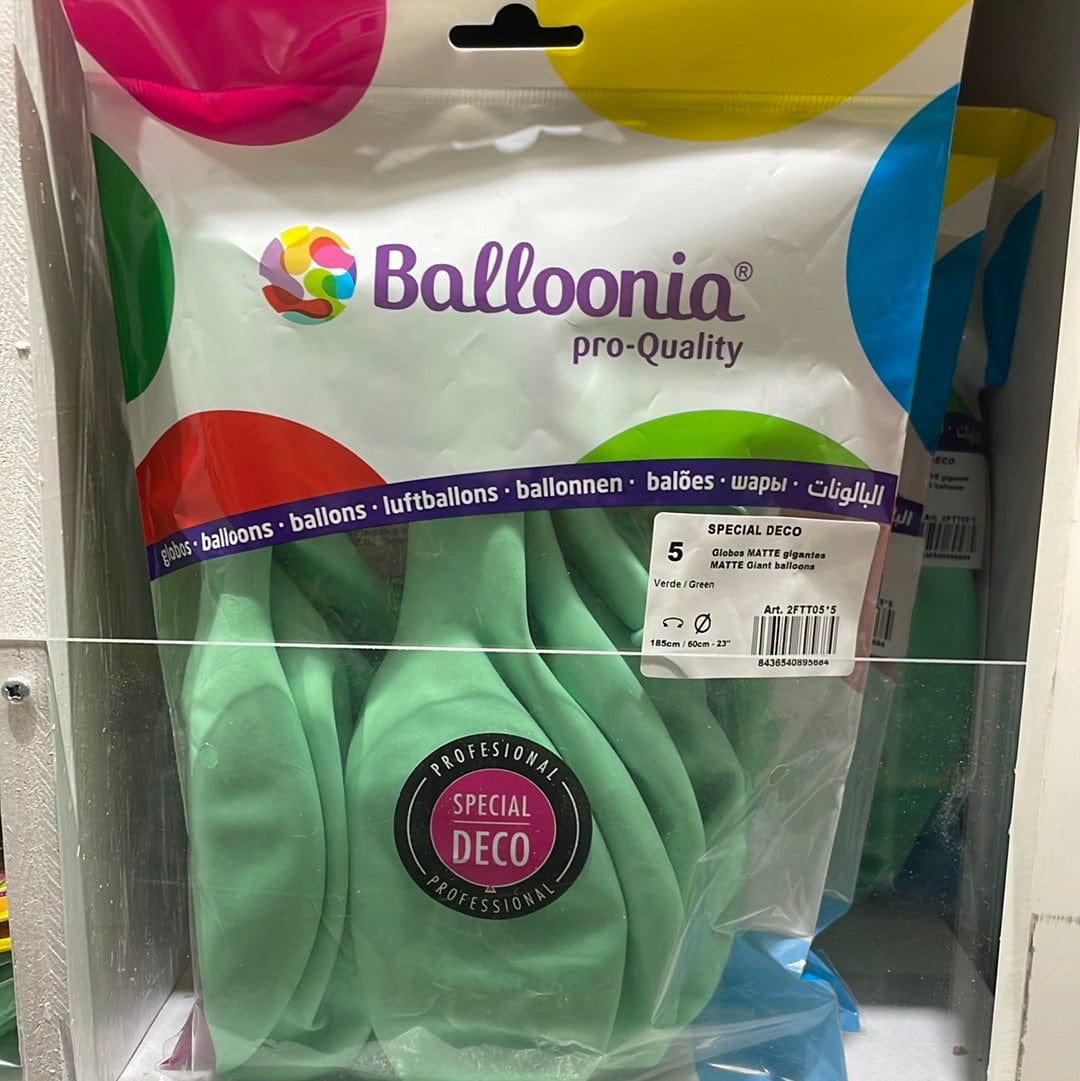 Balloonia®
pro-Quality
globos · balloons · ballons · luftballons · ballonnen · balões · шары · البالونات
SPECIAL DECO
5 Globos MATTE gigantes
MATTE Giant balloons
Verde / Green
Art. 2FTT05*5
185cm / 60cm - 23"
8436540895684
PROFESIONAL
SPECIAL
DECO
PROFESSIONAL